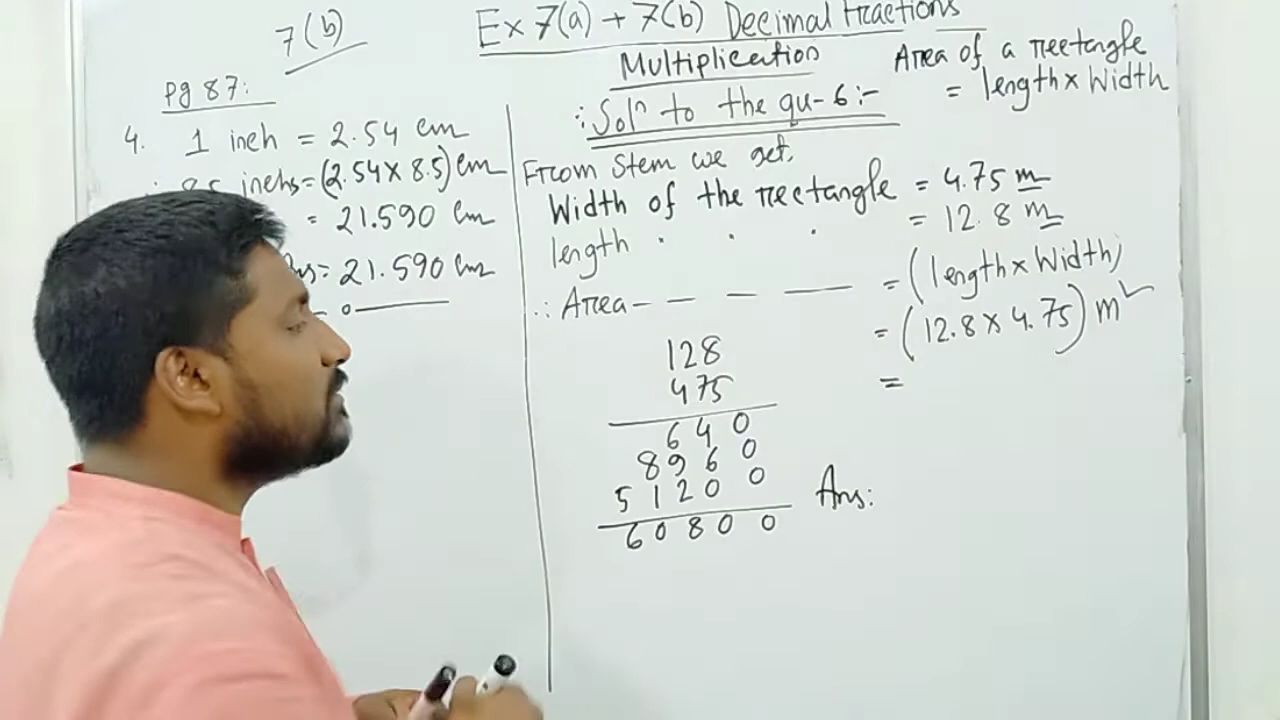 7(b)
Ex 7(a) + 7(b) Decimal Fractions
Multiplication
Area of a rectangle
= length × Width
Pg 87:
4. 1 inch = 2.54 cm
inchs = (2.54 × 8.5) cm
= 21.590 cm
= 21.590 cm
∴ Solⁿ to the qu-6:-
From Stem we get,
Width of the rectangle = 4.75 m
length . . . = 12.8 m
∴ Area - - - - = (length × Width)
= (12.8 × 4.75) m²
=
128
475
640
8960
51200
60800
Ans: